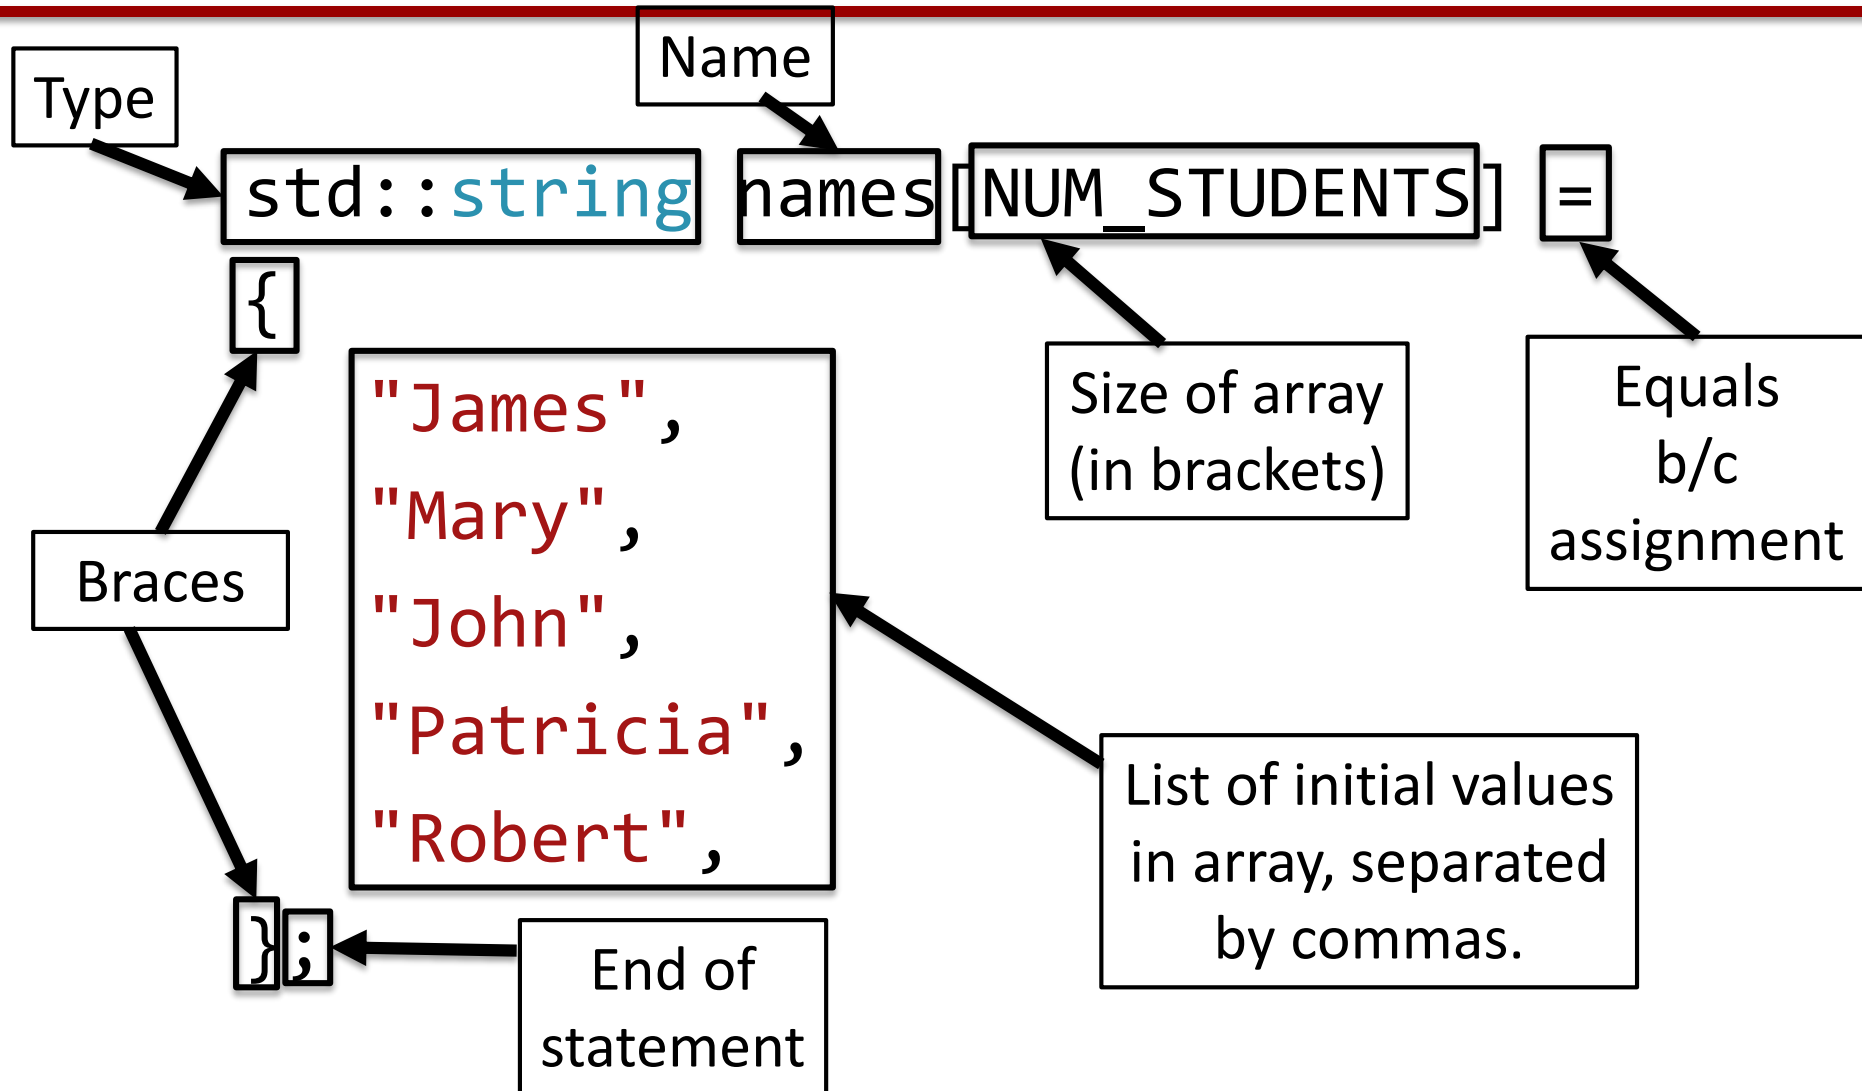 Name
Type
std::string names[NUM_STUDENTS] =
{
"James",
"Mary",
"John",
"Patricia",
"Robert",
};
Size of array
(in brackets)
Equals
b/c
assignment
Braces
List of initial values
in array, separated
by commas.
End of
statement